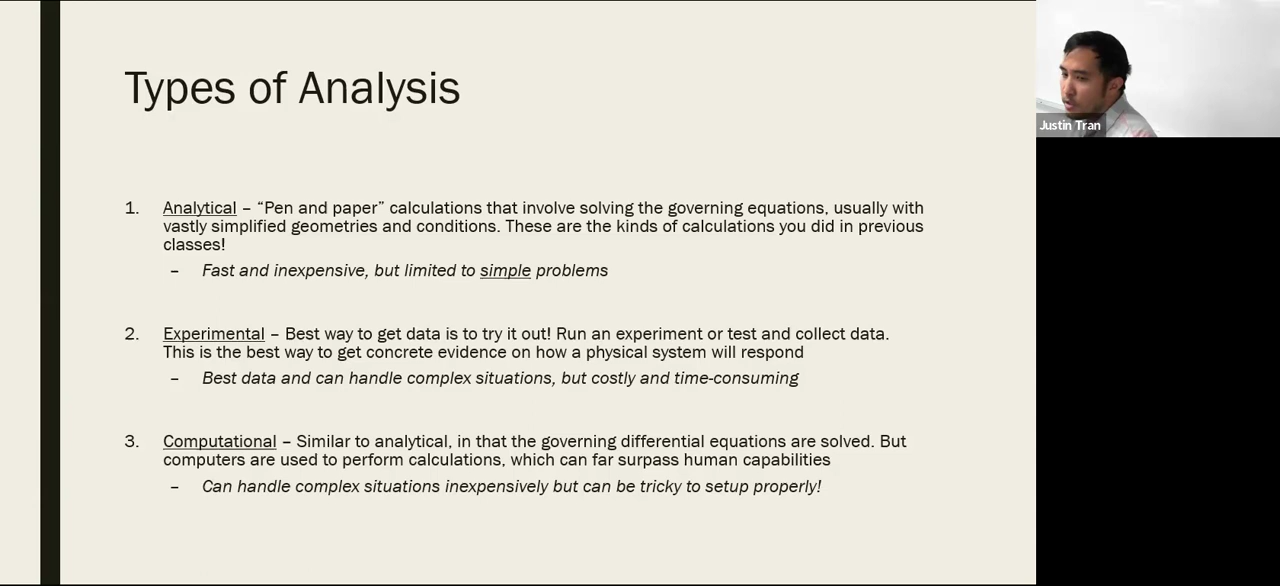 Types of Analysis
Justin Tran
1. Analytical – “Pen and paper” calculations that involve solving the governing equations, usually with
vastly simplified geometries and conditions. These are the kinds of calculations you did in previous
classes!
– Fast and inexpensive, but limited to simple problems
2. Experimental – Best way to get data is to try it out! Run an experiment or test and collect data.
This is the best way to get concrete evidence on how a physical system will respond
– Best data and can handle complex situations, but costly and time-consuming
3. Computational – Similar to analytical, in that the governing differential equations are solved. But
computers are used to perform calculations, which can far surpass human capabilities
– Can handle complex situations inexpensively but can be tricky to setup properly!